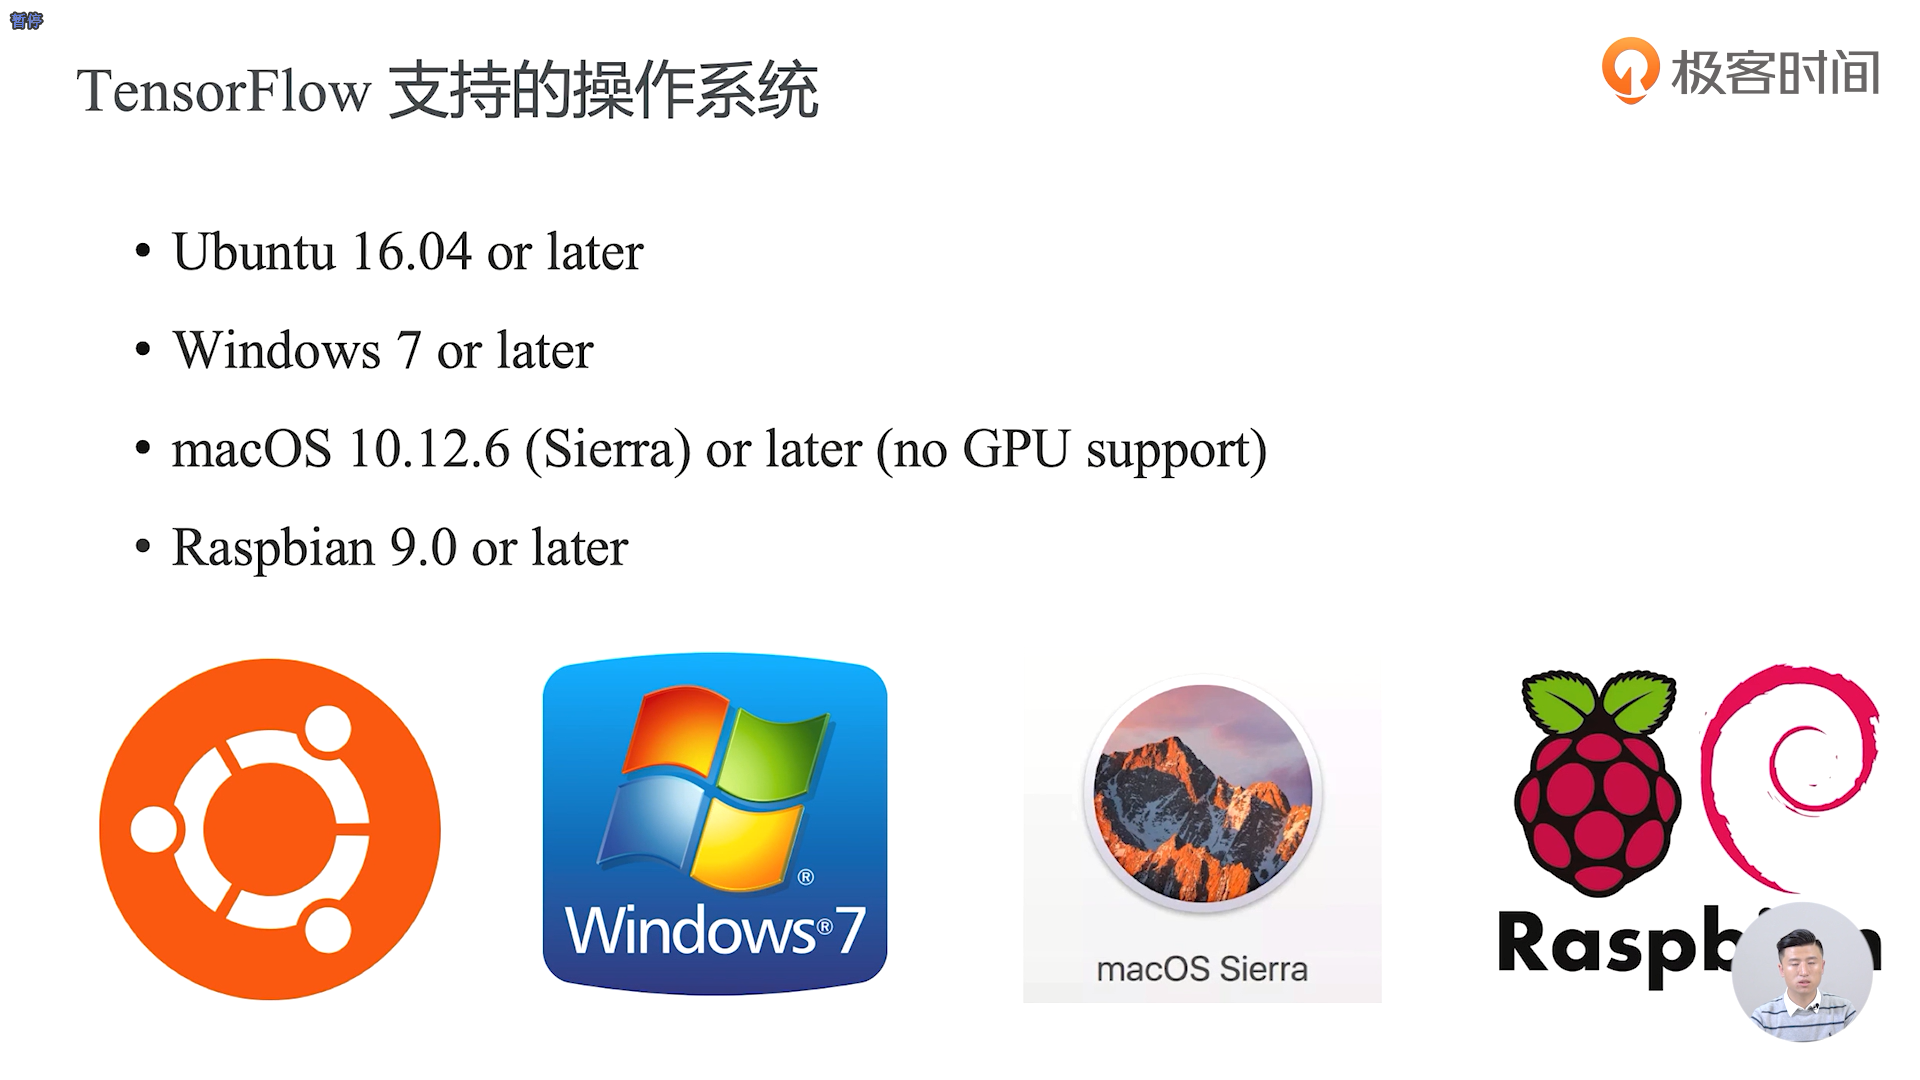 暂停
TensorFlow 支持的操作系统
极客时间
• Ubuntu 16.04 or later
• Windows 7 or later
• macOS 10.12.6 (Sierra) or later (no GPU support)
• Raspbian 9.0 or later
Windows®7
macOS Sierra